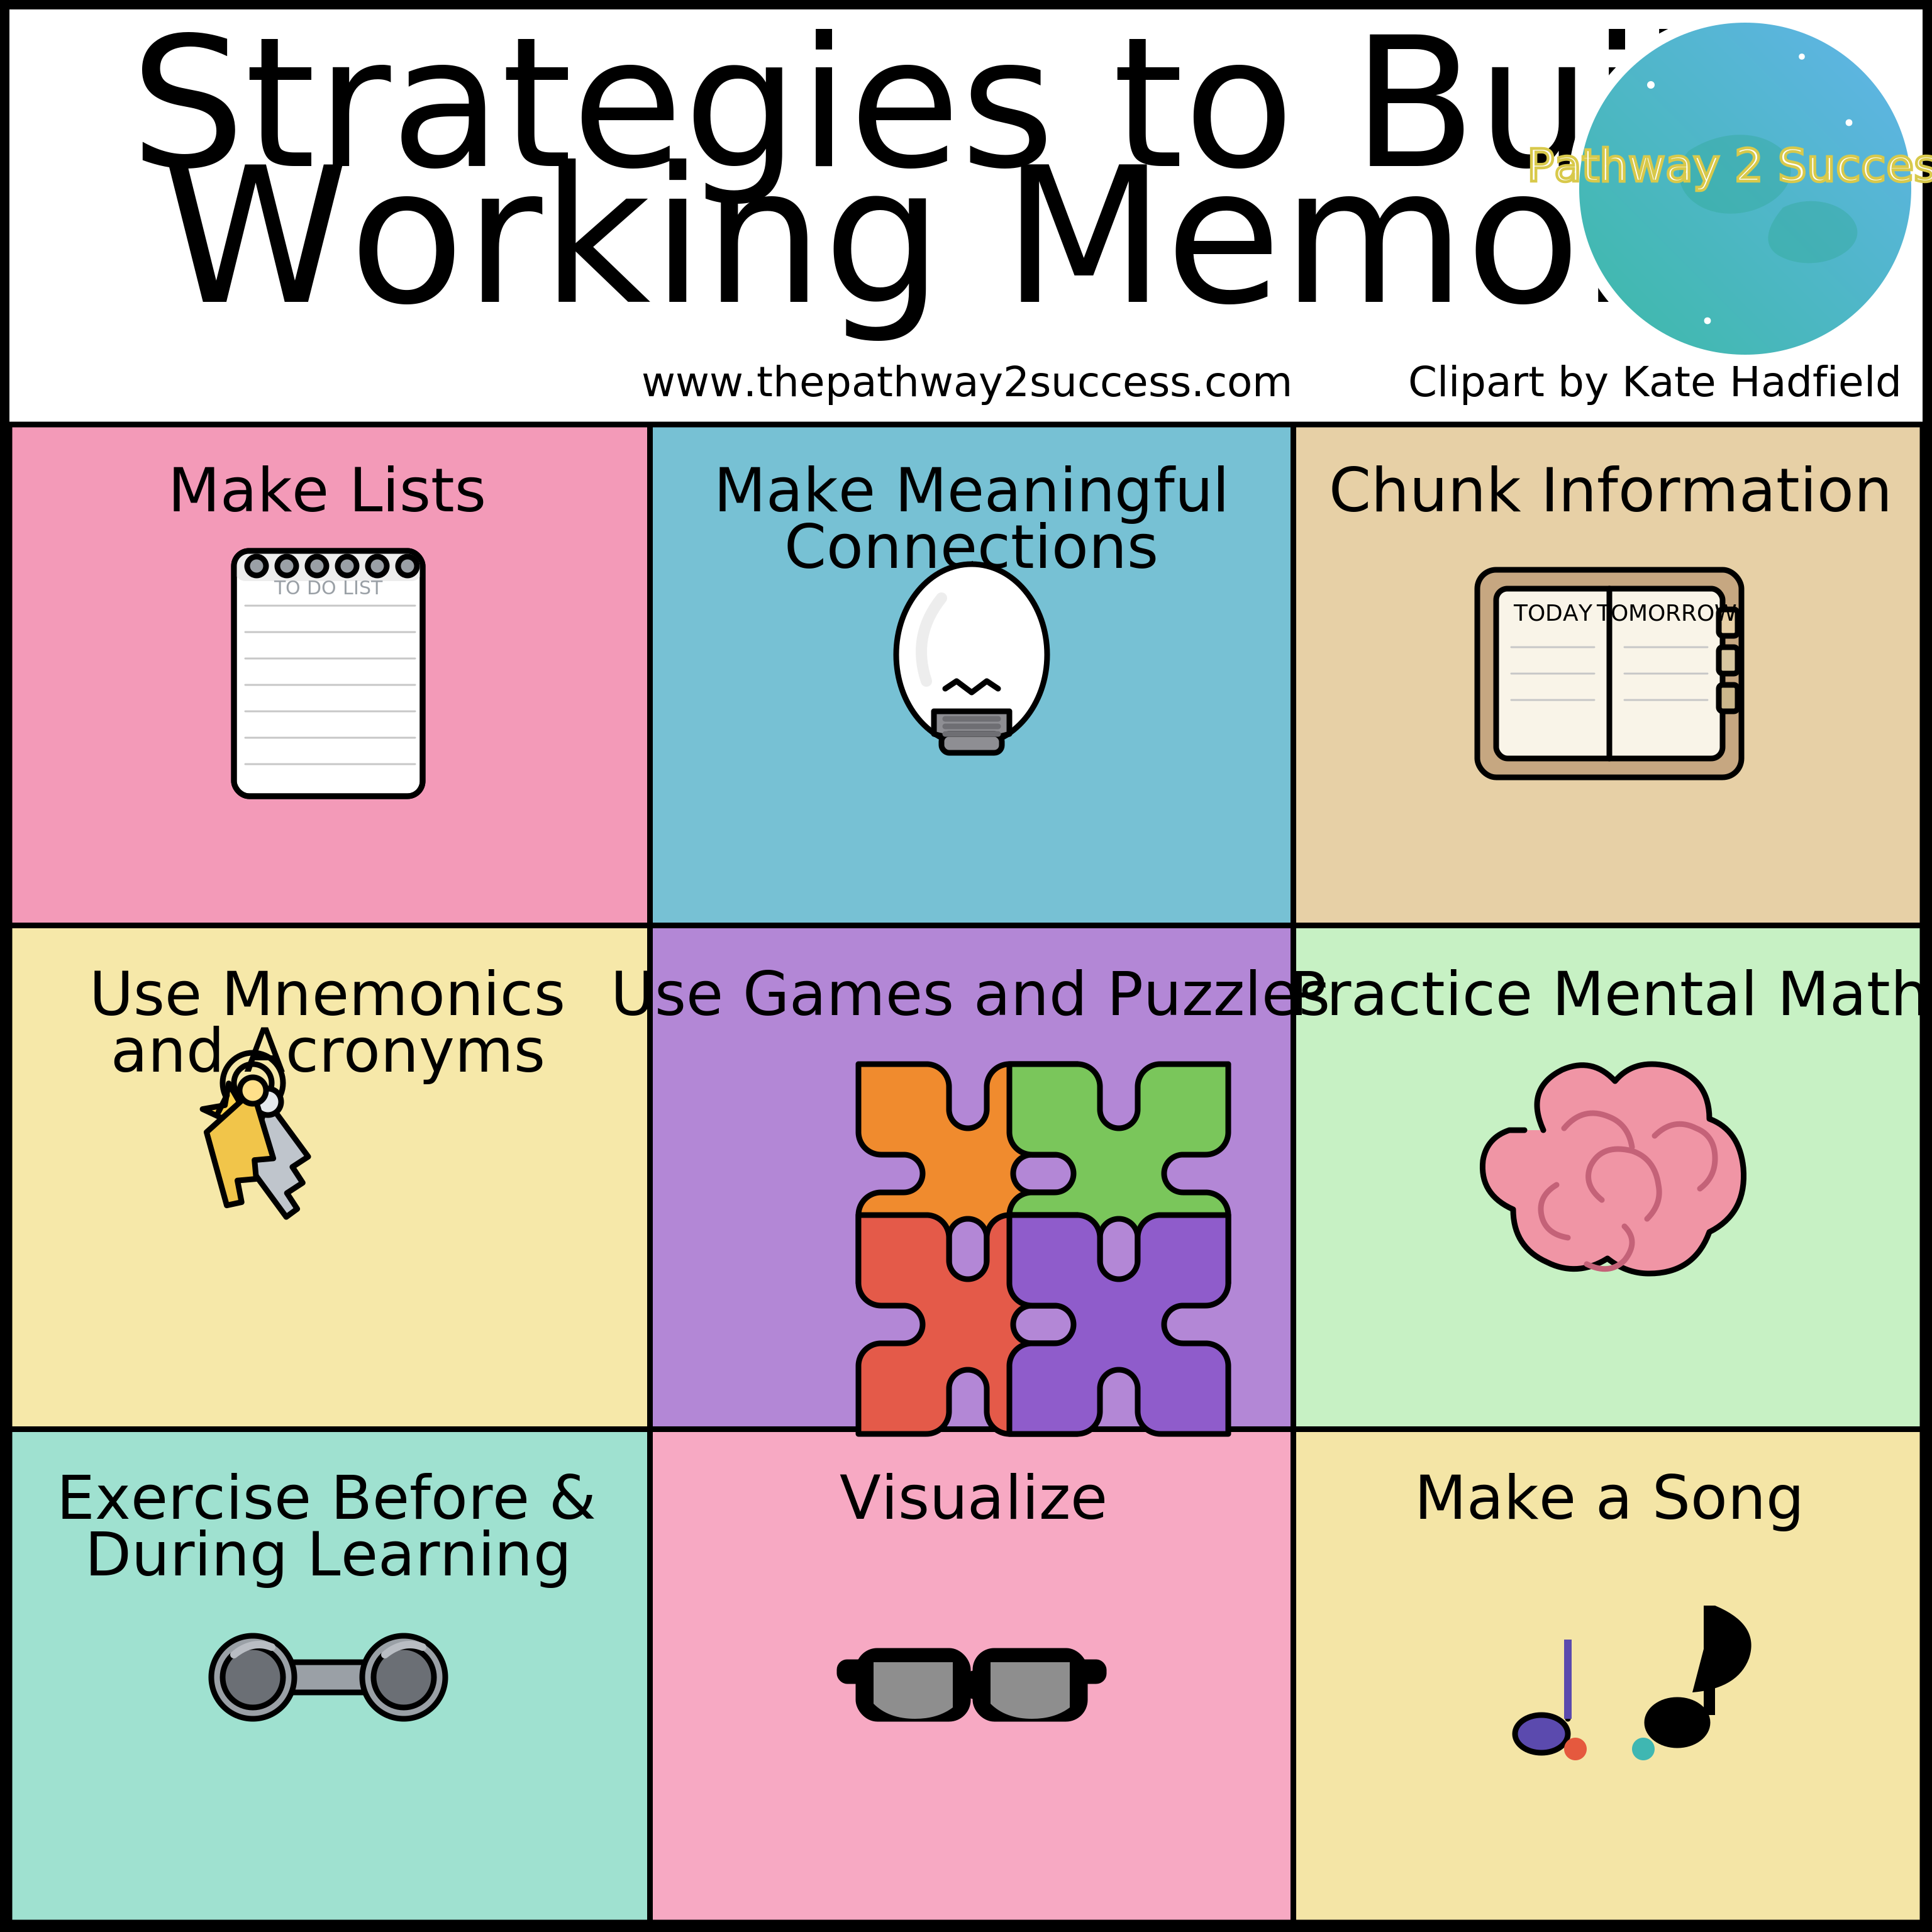 Strategies to Bui
Working Memo
Pathway 2 Succes
www.thepathway2success.com
Clipart by Kate Hadfield
Make Lists
TO DO LIST
Make Meaningful
Connections
Chunk Information
TODAY TOMORROW
Use Mnemonics
and Acronyms
Use Games and Puzzles
Practice Mental Math
Exercise Before &
During Learning
Visualize
Make a Song